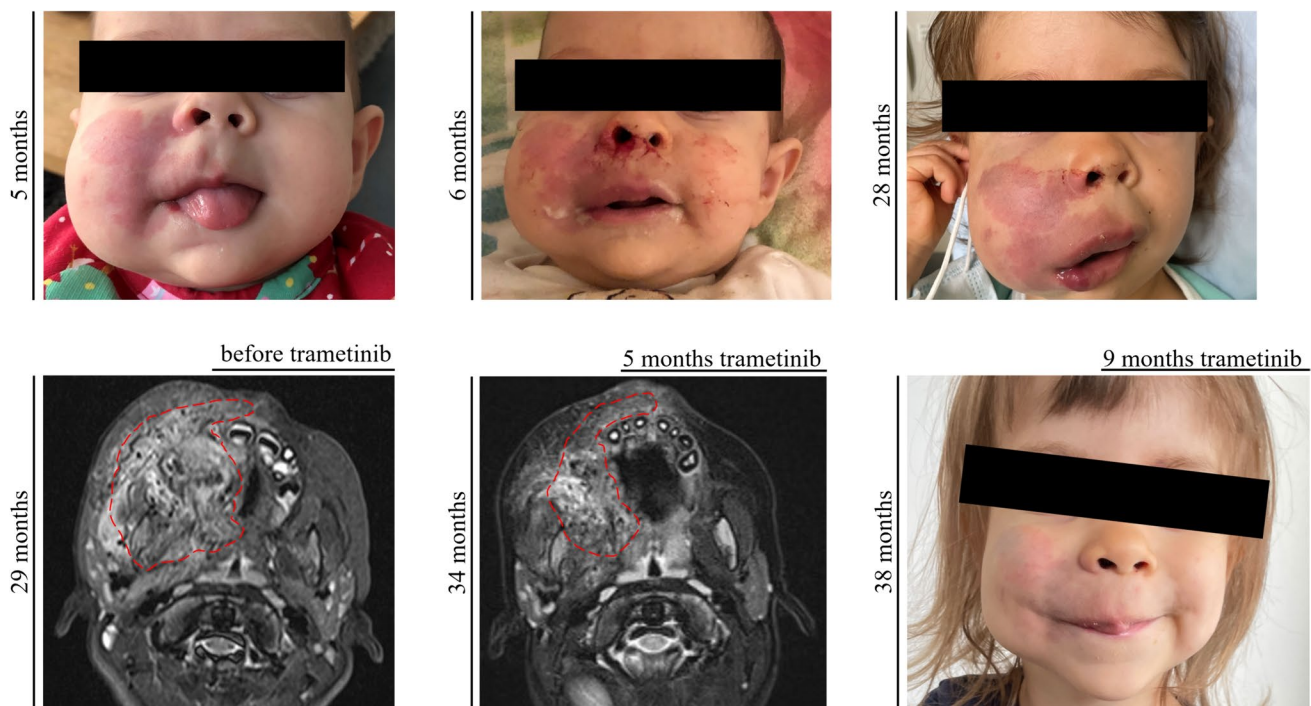 5 months
6 months
28 months
before trametinib
5 months trametinib
9 months trametinib
29 months
34 months
38 months